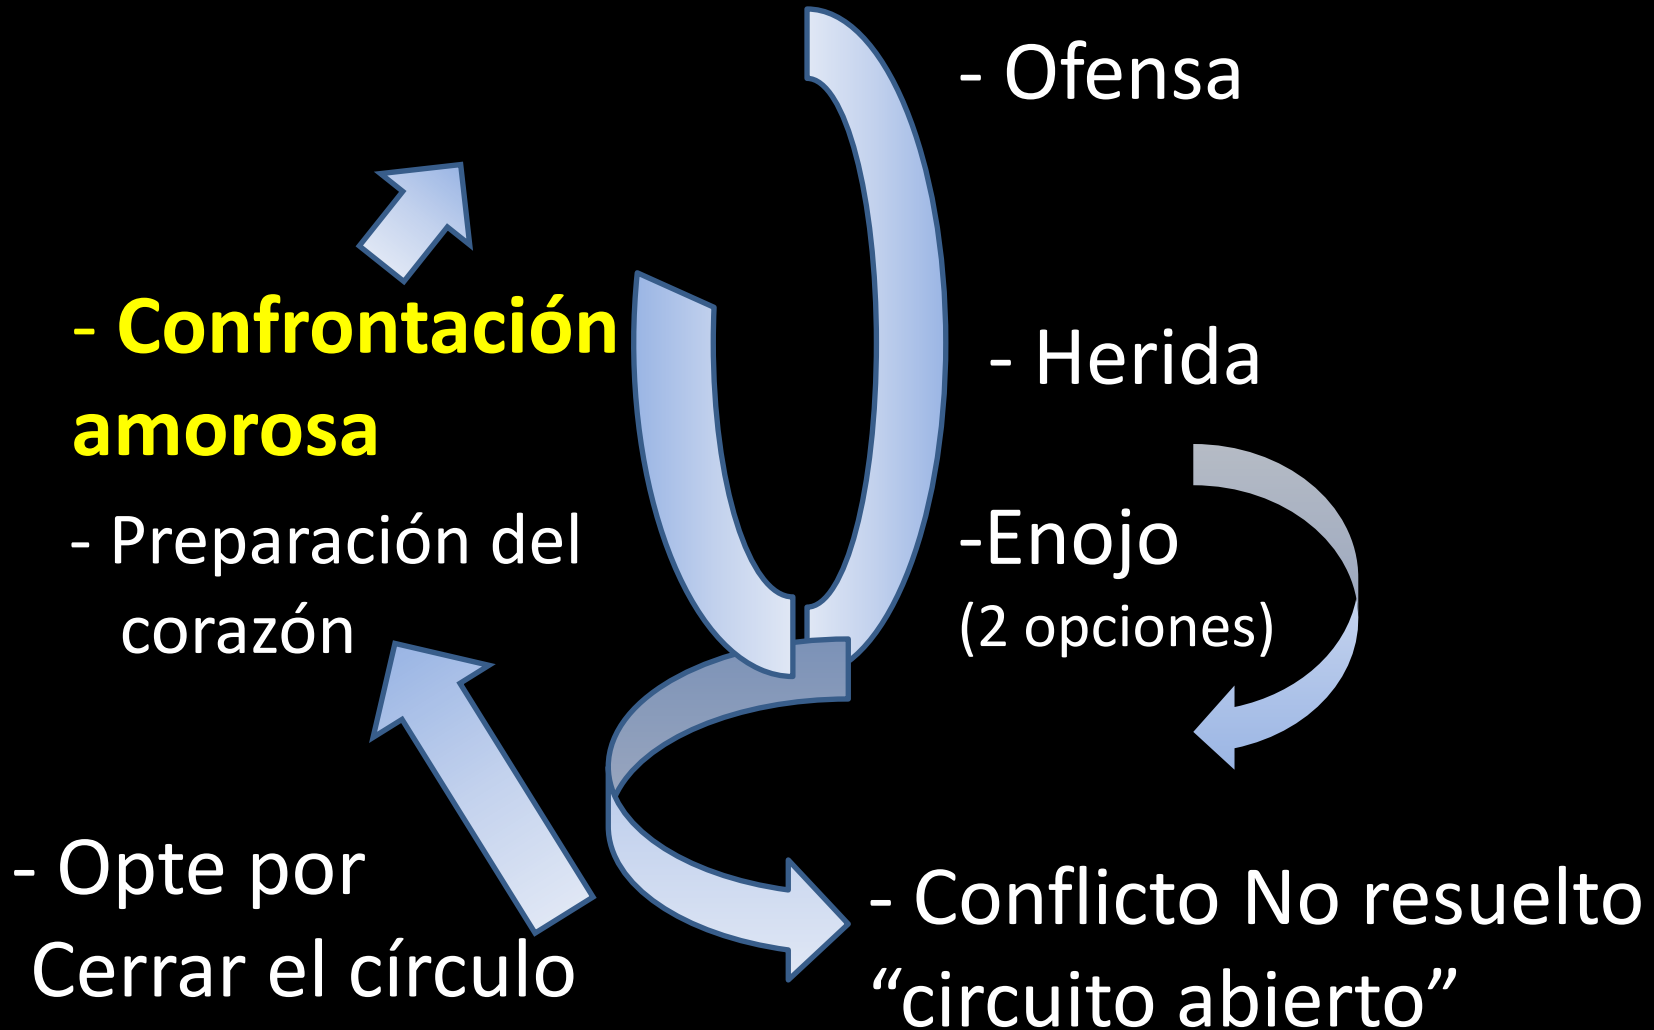 - Ofensa
- Herida
-Enojo
(2 opciones)
- Conflicto No resuelto
“circuito abierto”
- Opte por
Cerrar el círculo
- Preparación del
corazón
- Confrontación
amorosa